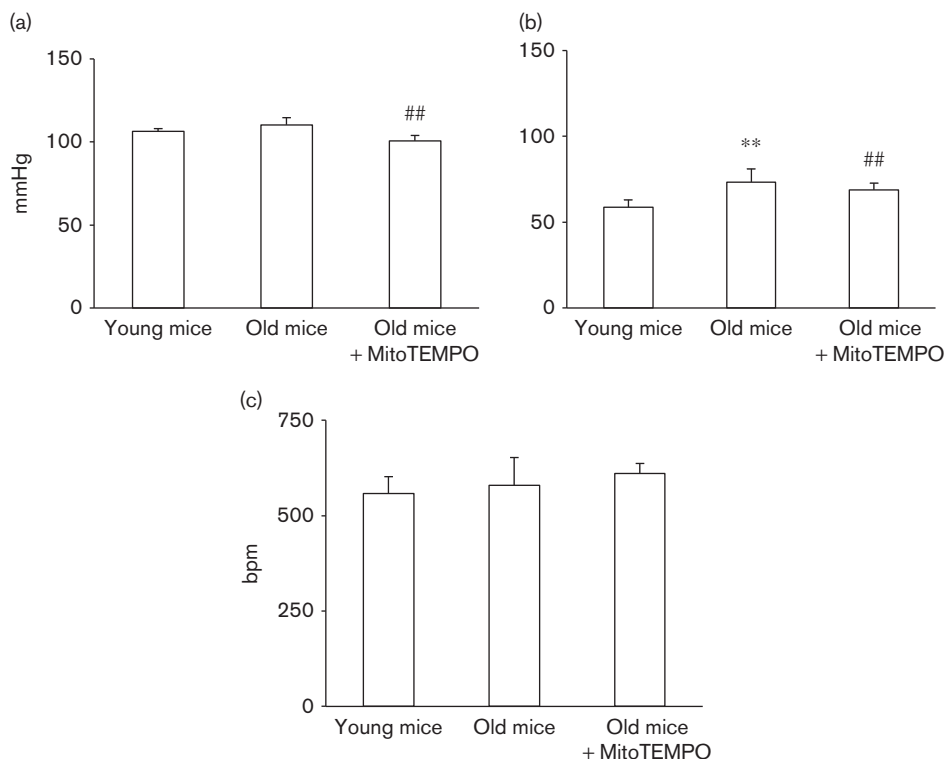 (a)
150
100
50
0
mmHg
##
Young mice
Old mice
Old mice
+ MitoTEMPO
(b)
150
100
50
0
**
##
Young mice
Old mice
Old mice
+ MitoTEMPO
(c)
750
500
250
0
bpm
Young mice
Old mice
Old mice
+ MitoTEMPO